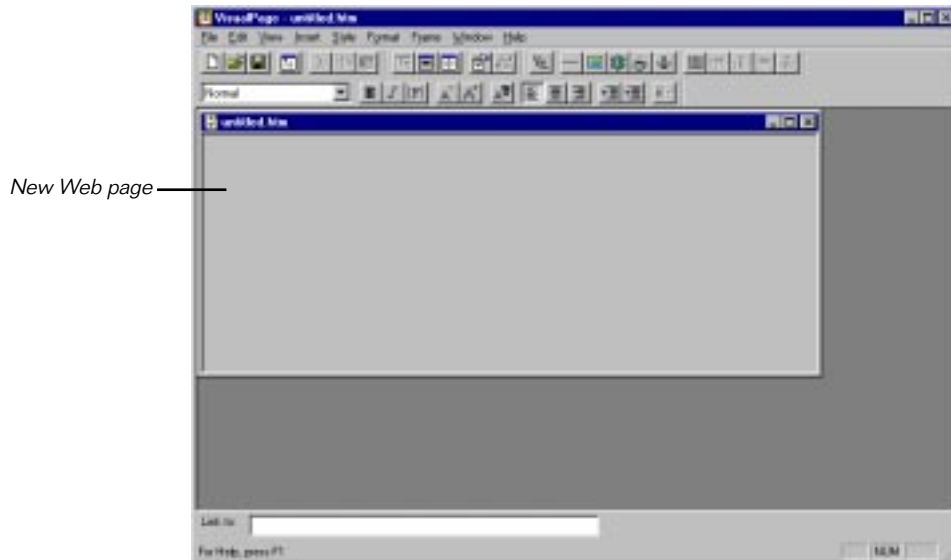 VisualPage - untitled.htm
File Edit View Insert Style Format Frame Window Help
Normal
untitled.htm
New Web page
Link to:
For Help, press F1
NUM